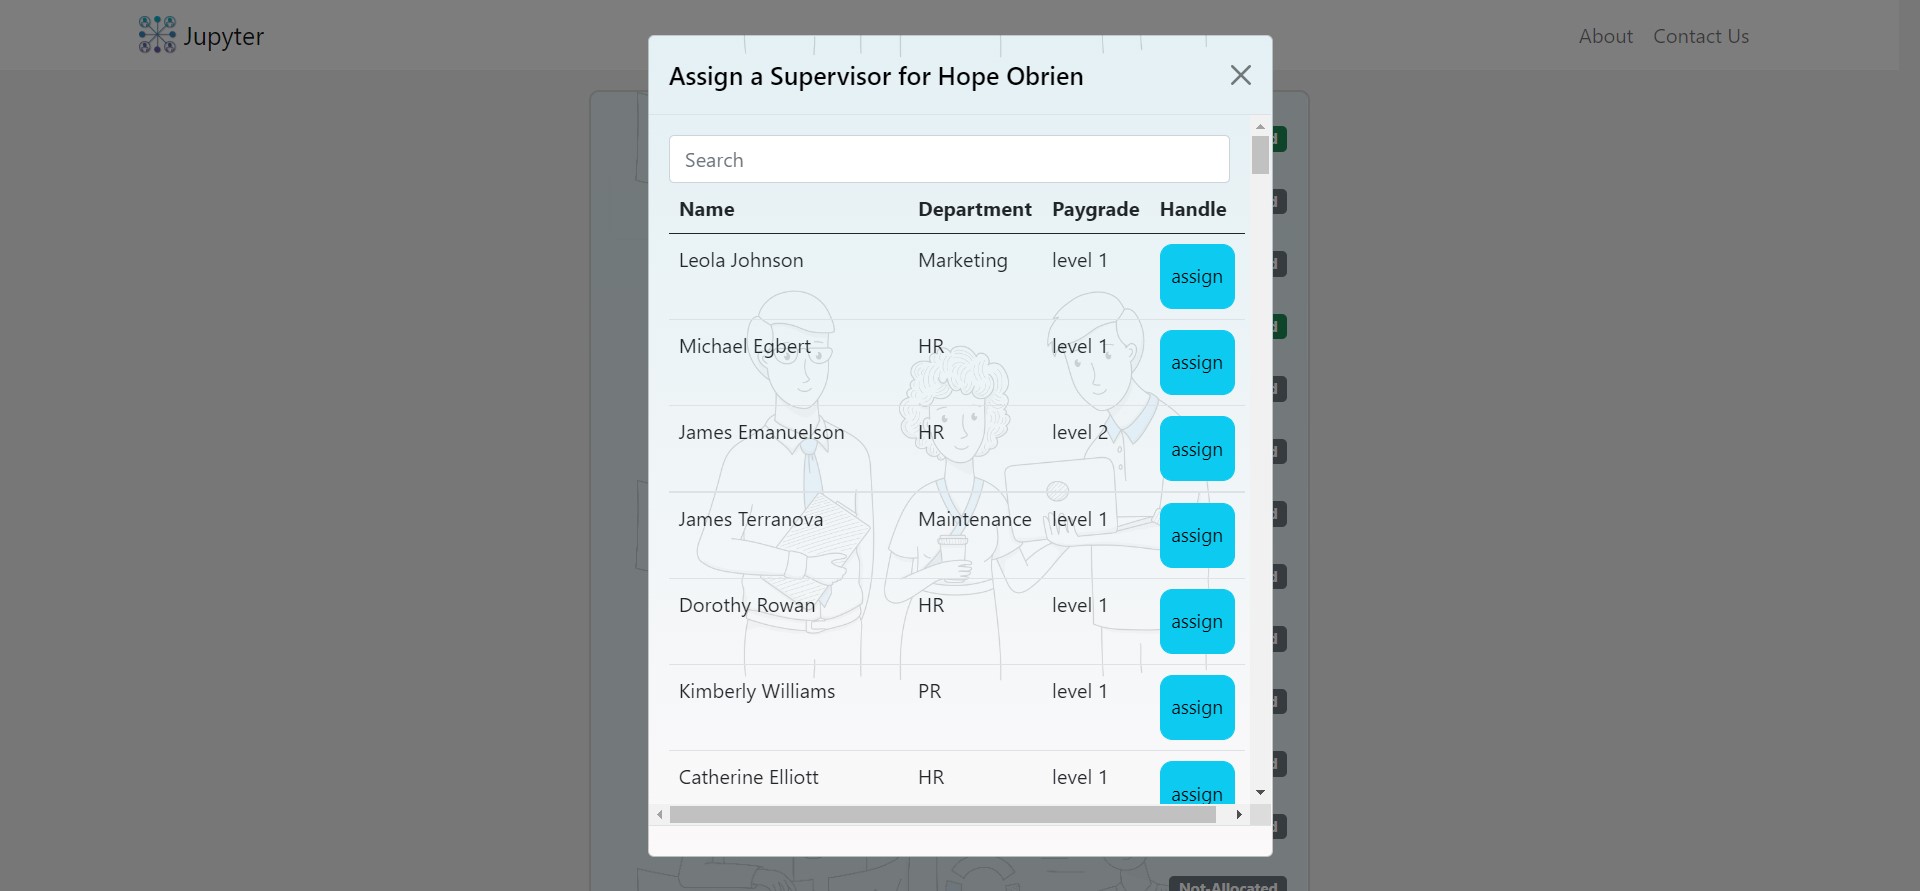 Jupyter
About Contact Us
Assign a Supervisor for Hope Obrien
Search
Name Department Paygrade Handle
Leola Johnson Marketing level 1 assign
Michael Egbert HR level 1 assign
James Emanuelson HR level 2 assign
James Terranova Maintenance level 1 assign
Dorothy Rowan HR level 1 assign
Kimberly Williams PR level 1 assign
Catherine Elliott HR level 1 assign
Not-Allocated